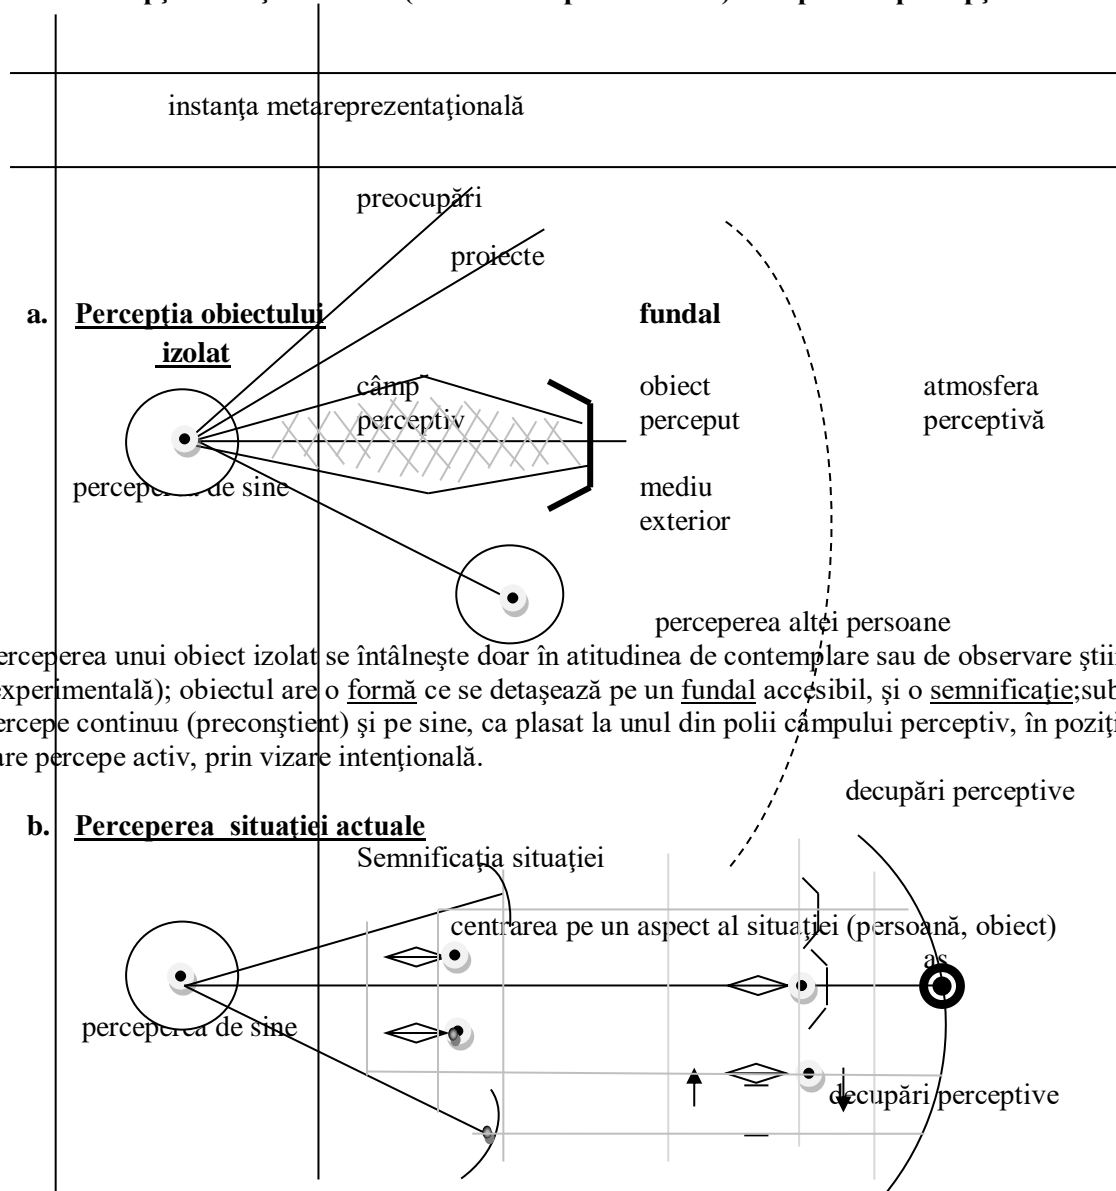 instanţa metareprezentaţională
preocupări
proiecte
a. Percepţia obiectului
izolat
fundal
câmp
perceptiv
obiect
perceput
atmosfera
perceptivă
perceperea de sine
mediu
exterior
perceperea altei persoane
erceperea unui obiect izolat se întâlneşte doar în atitudinea de contemplare sau de observare ştii
experimentală); obiectul are o formă ce se detaşează pe un fundal accesibil, şi o semnificaţie;sub
ercepe continuu (preconştient) şi pe sine, ca plasat la unul din polii câmpului perceptiv, în poziţi
are percepe activ, prin vizare intenţională.
decupări perceptive
b. Perceperea situaţiei actuale
Semnificaţia situaţiei
centrarea pe un aspect al situaţiei (persoană, obiect)
as
perceperea de sine
decupări perceptive